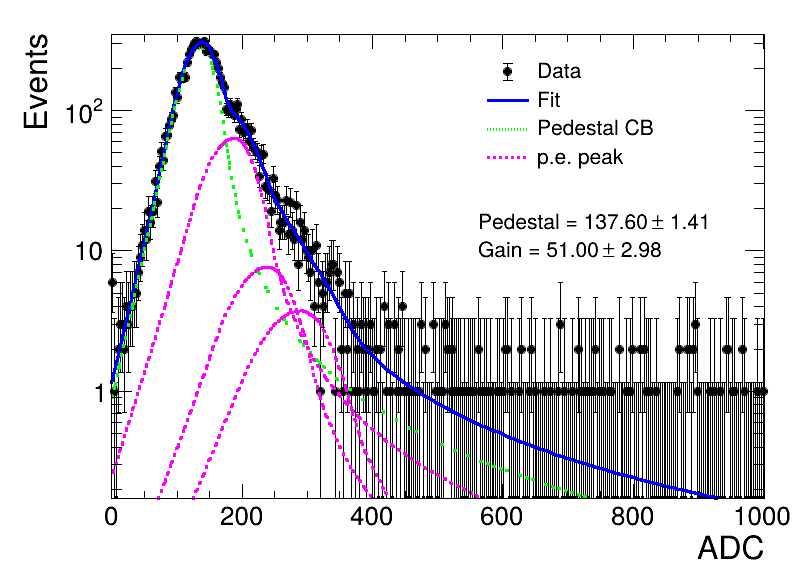 Events
10²
10
1
Data
Fit
Pedestal CB
p.e. peak
Pedestal = 137.60 ± 1.41
Gain = 51.00 ± 2.98
0 200 400 600 800 1000
ADC